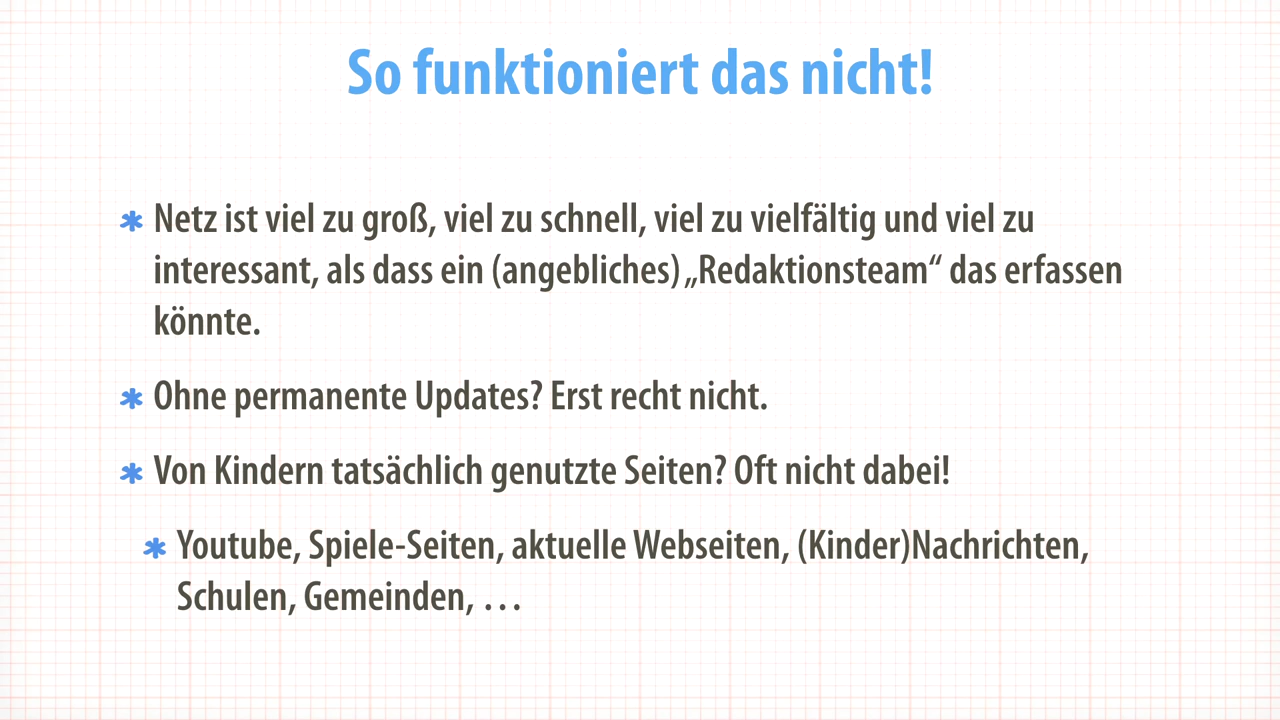 So funktioniert das nicht!
* Netz ist viel zu groß, viel zu schnell, viel zu vielfältig und viel zu
interessant, als dass ein (angebliches) „Redaktionsteam“ das erfassen
könnte.
* Ohne permanente Updates? Erst recht nicht.
* Von Kindern tatsächlich genutzte Seiten? Oft nicht dabei!
* Youtube, Spiele-Seiten, aktuelle Webseiten, (Kinder)Nachrichten,
Schulen, Gemeinden, …